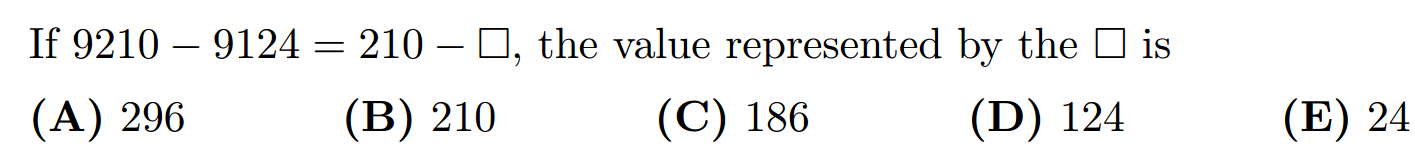 If 9210 − 9124 = 210 − □, the value represented by the □ is
(A) 296 (B) 210 (C) 186 (D) 124 (E) 24